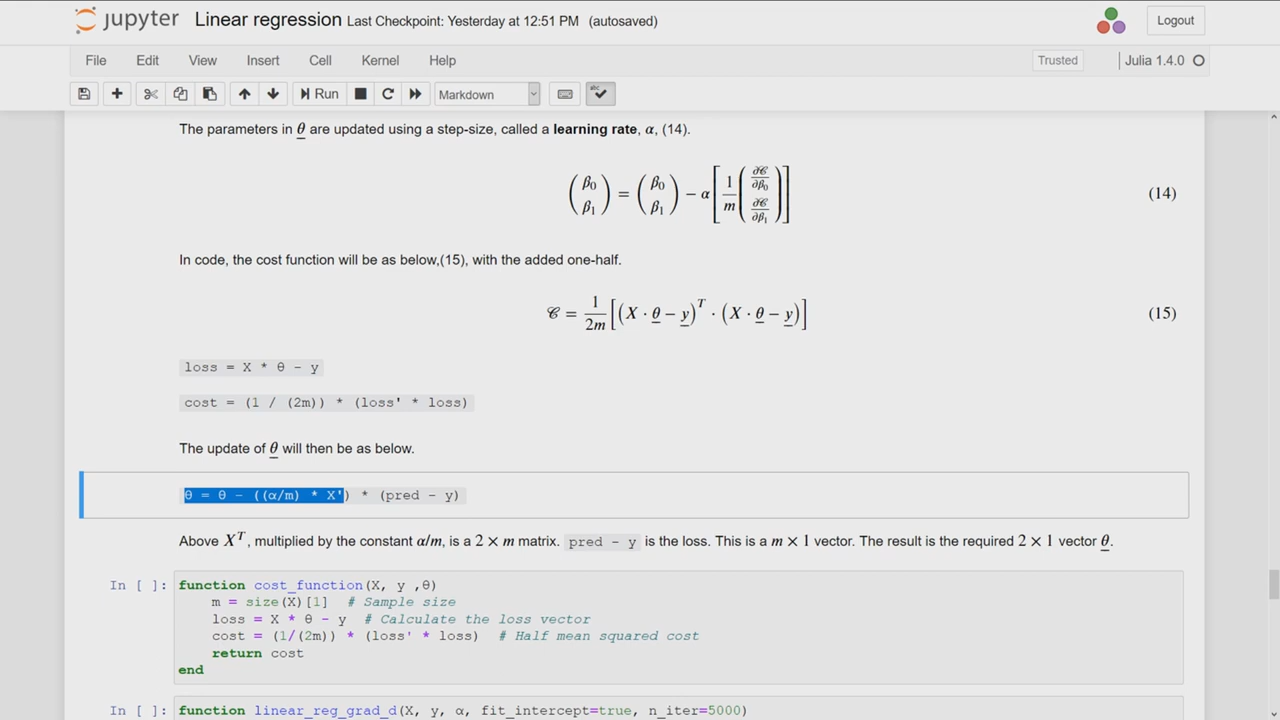 jupyter Linear regression Last Checkpoint: Yesterday at 12:51 PM (autosaved) Logout
File Edit View Insert Cell Kernel Help Trusted Julia 1.4.0
Run Markdown
The parameters in θ are updated using a step-size, called a learning rate, α, (14).
(β₀ β₁) = (β₀ β₁) − α[1/m (∂𝒞/∂β₀ ∂𝒞/∂β₁)] (14)
In code, the cost function will be as below,(15), with the added one-half.
𝒞 = 1/2m [(X · θ − y)ᵀ · (X · θ − y)] (15)
loss = X * θ - y
cost = (1 / (2m)) * (loss' * loss)
The update of θ will then be as below.
θ = θ - ((α/m) * X') * (pred - y)
Above Xᵀ, multiplied by the constant α/m, is a 2 × m matrix. pred - y is the loss. This is a m × 1 vector. The result is the required 2 × 1 vector θ.
In [ ]: function cost_function(X, y ,θ)
m = size(X)[1] # Sample size
loss = X * θ - y # Calculate the loss vector
cost = (1/(2m)) * (loss' * loss) # Half mean squared cost
return cost
end
In [ ]: function linear_reg_grad_d(X, y, α, fit_intercept=true, n_iter=5000)